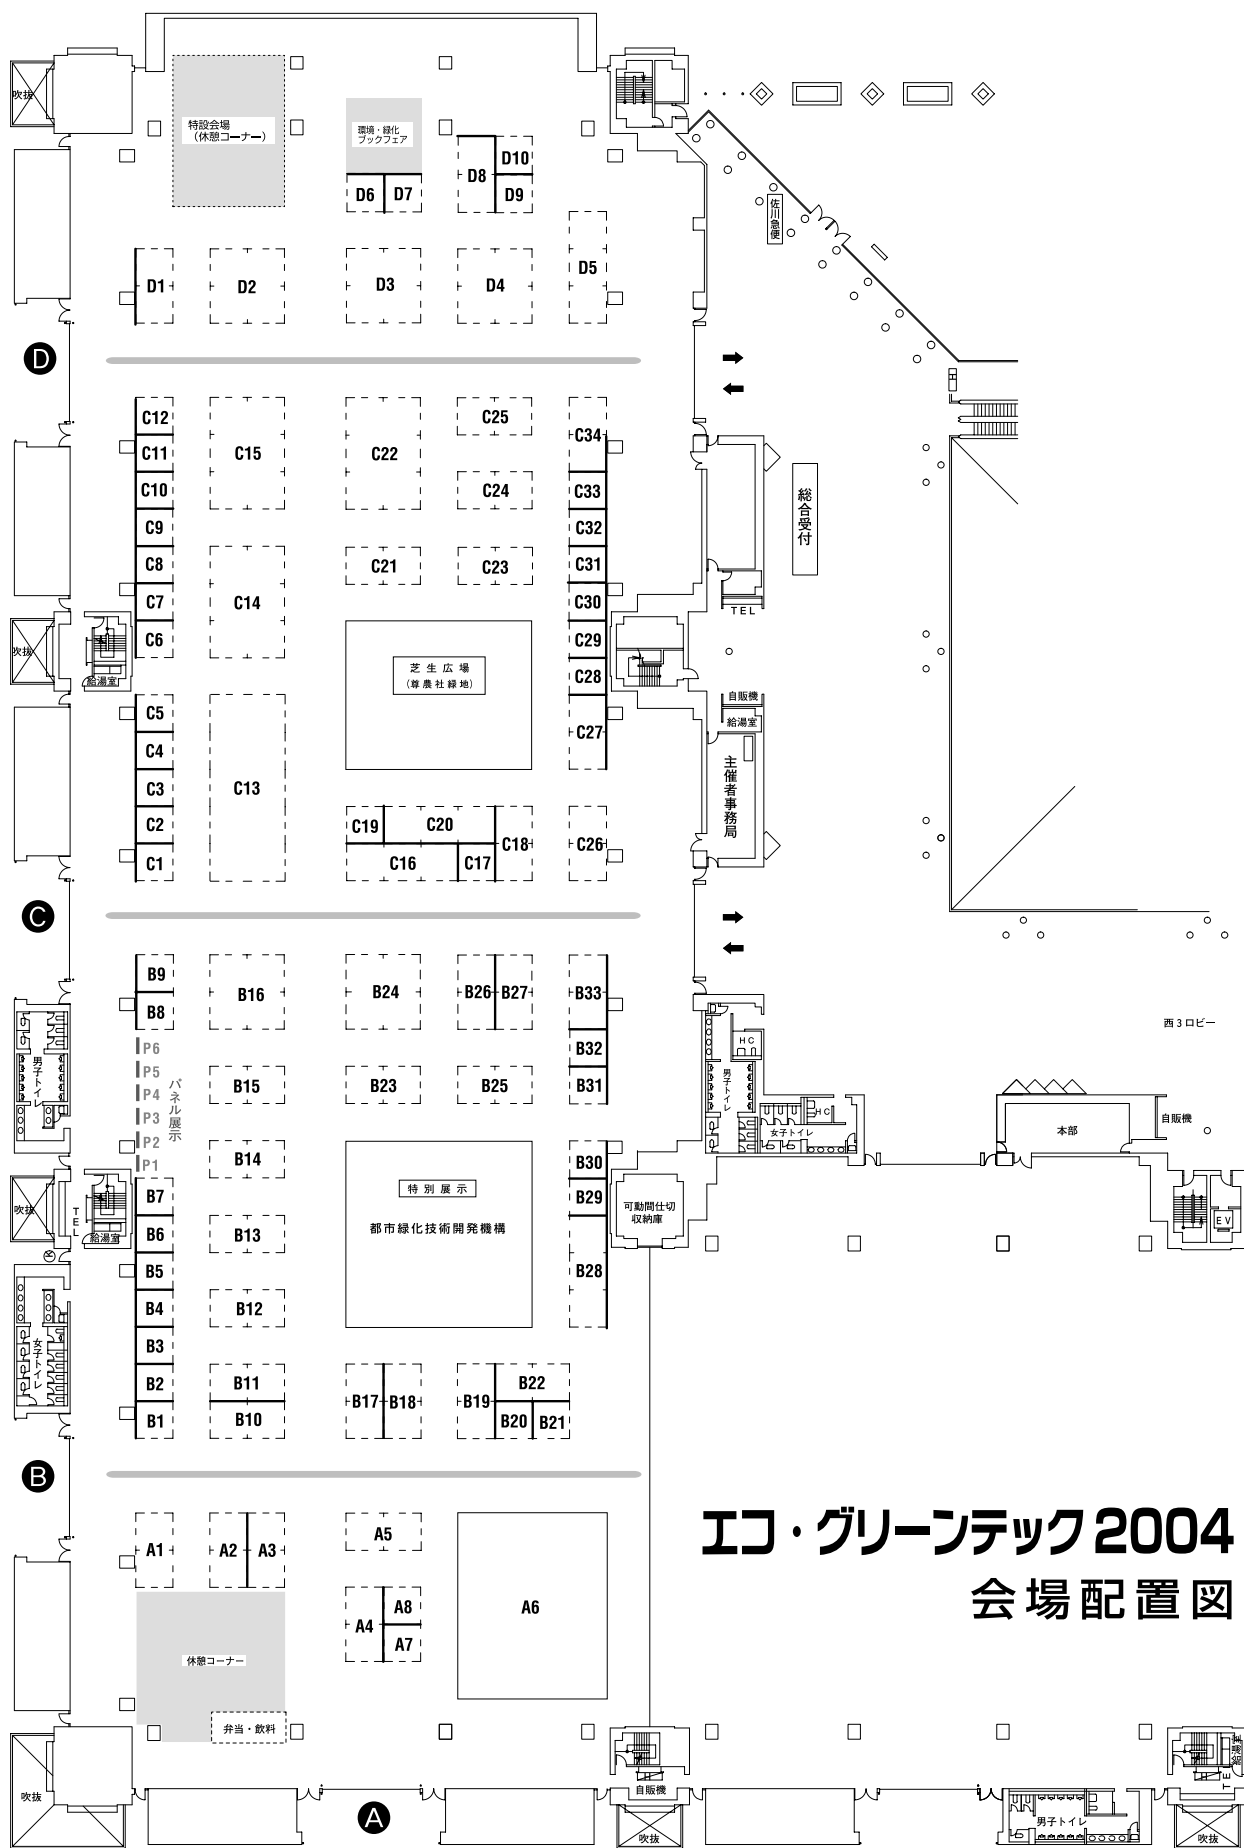 吹抜
特設会場
（休憩コーナー）
環境・緑化
ブックフェア
D10
D8
D6
D7
D9
佐川急便
D5
D1
D2
D3
D4
D
C12
C25
C34
C11
C15
C22
C10
C24
C33
総合受付
C9
C32
C8
C21
C23
C31
C7
C14
C30
TEL
C6
C29
吹抜
芝生広場
（尊農社緑地）
C28
給湯室
自販機
C5
給湯室
C27
C4
主催者事務局
C3
C13
C2
C19
C20
C18
C26
C1
C16
C17
C
B9
B16
B24
B26
B27
B33
B8
西3ロビー
P6
HC
B32
P5
男子トイレ
パネル展示
B15
B23
B25
B31
男子トイレ
P4
HC
P3
自販機
本部
女子トイレ
P2
B14
B30
P1
特別展示
B7
B29
可動間仕切
収納庫
吹抜
TEL
EV
都市緑化技術開発機構
B6
B13
給湯室
K
B5
B28
B4
B12
女子トイレ
B3
B2
B11
B22
B17
B18
B19
B1
B10
B20
B21
B
エコ・グリーンテック2004
会場配置図
A5
A1
A2
A3
A8
A6
A4
A7
休憩コーナー
弁当・飲料
給湯室
TEL
自販機
吹抜
A
男子トイレ
吹抜
吹抜